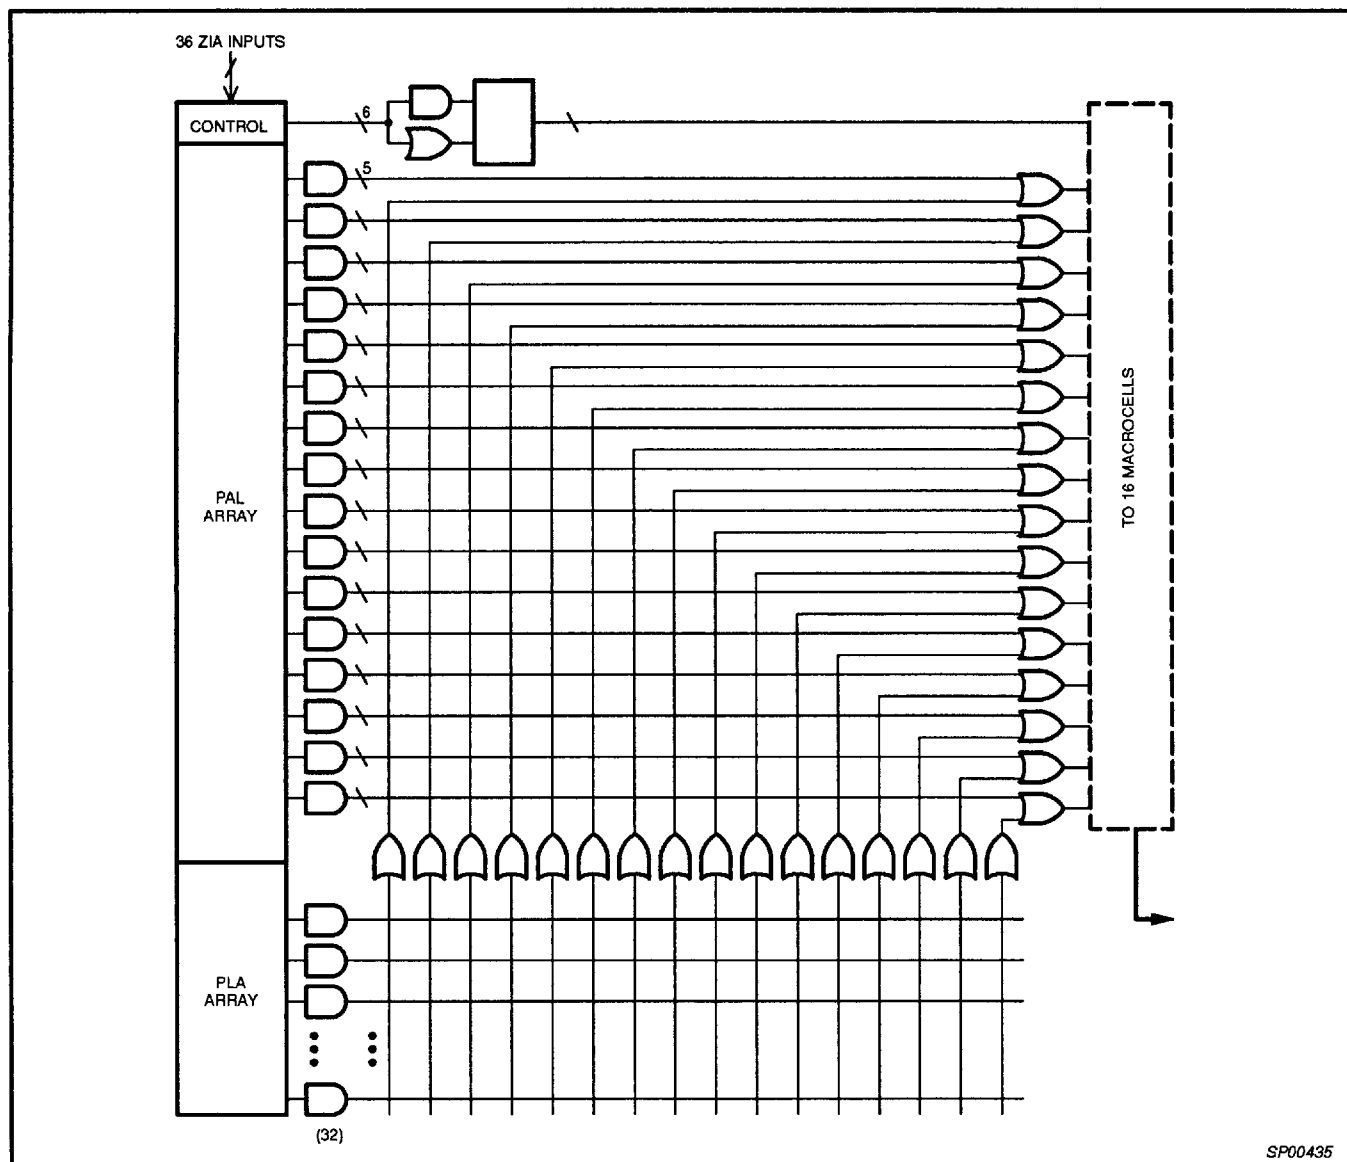 36 ZIA INPUTS
CONTROL
6
5
PAL
ARRAY
TO 16 MACROCELLS
PLA
ARRAY
(32)
SP00435